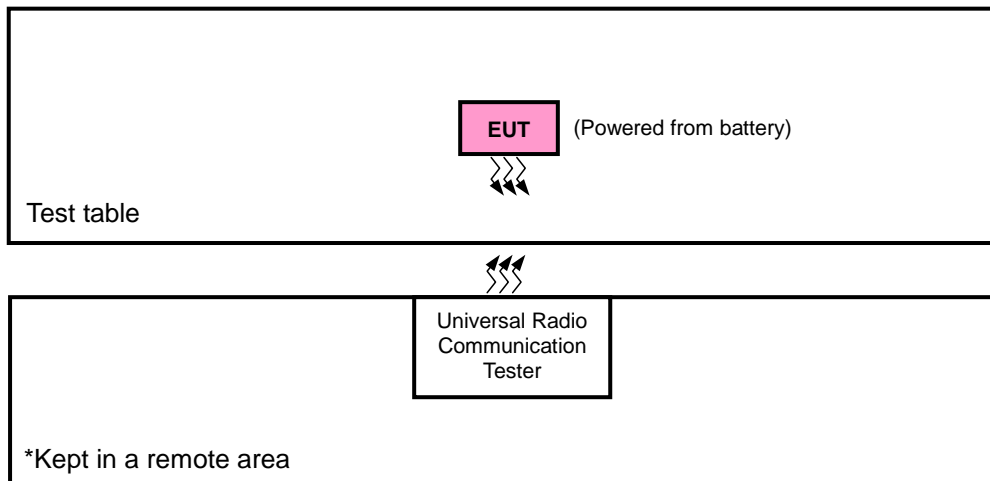 EUT
(Powered from battery)
Test table
Universal Radio
Communication
Tester
*Kept in a remote area